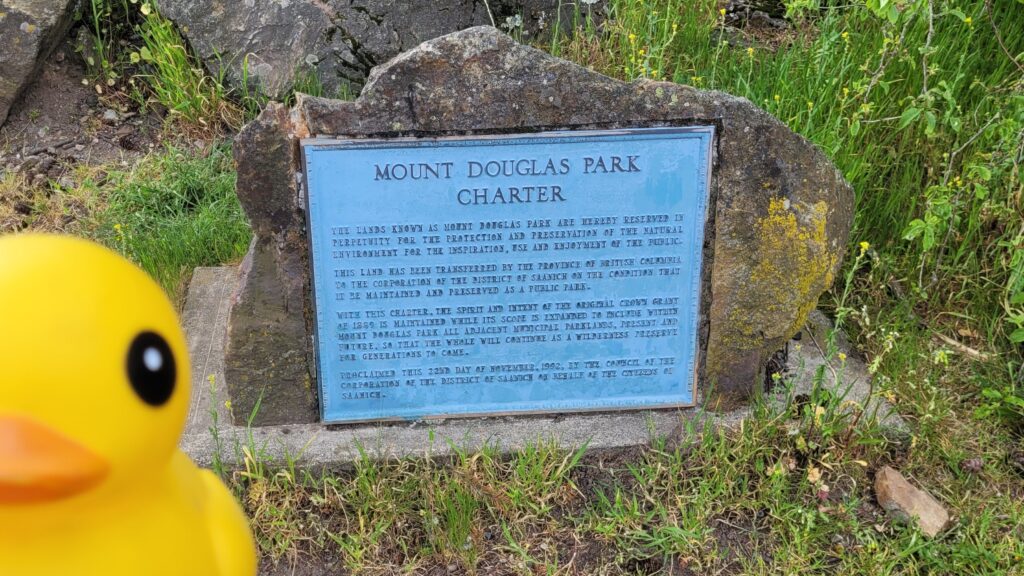 MOUNT DOUGLAS PARK
CHARTER
THE LANDS KNOWN AS MOUNT DOUGLAS PARK ARE HEREBY RESERVED IN
PERPETUITY FOR THE PROTECTION AND PRESERVATION OF THE NATURAL
ENVIRONMENT FOR THE INSPIRATION, USE AND ENJOYMENT OF THE PUBLIC.
THIS LAND HAS BEEN TRANSFERRED BY THE PROVINCE OF BRITISH COLUMBIA
TO THE CORPORATION OF THE DISTRICT OF SAANICH ON THE CONDITION THAT
IT BE MAINTAINED AND PRESERVED AS A PUBLIC PARK.
WITH THIS CHARTER, THE SPIRIT AND INTENT OF THE ORIGINAL CROWN GRANT
OF 1889 IS MAINTAINED WHILE ITS SCOPE IS EXPANDED TO INCLUDE WITHIN
MOUNT DOUGLAS PARK ALL ADJACENT MUNICIPAL PARKLANDS, PRESENT AND
FUTURE, SO THAT THE WHOLE WILL CONTINUE AS A WILDERNESS PRESERVE
FOR GENERATIONS TO COME.
PROCLAIMED THIS 22ND DAY OF NOVEMBER, 1992, BY THE COUNCIL OF THE
CORPORATION OF THE DISTRICT OF SAANICH ON BEHALF OF THE CITIZENS OF
SAANICH.